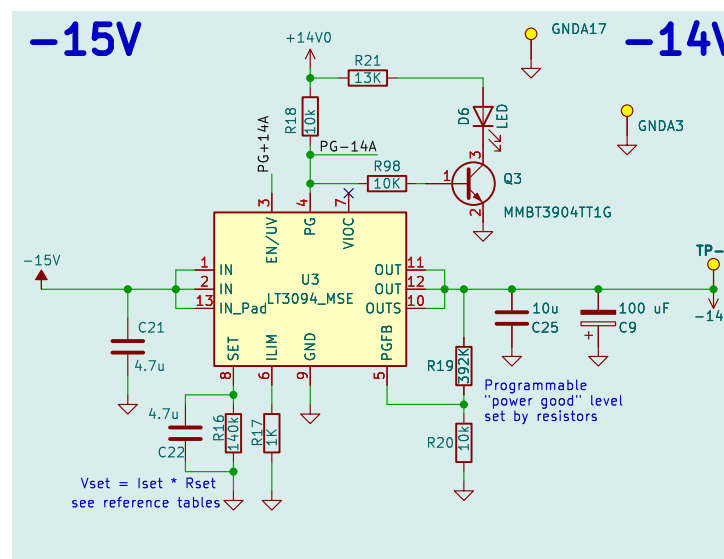 -15V
-14V
+14V0
GNDA17
R21
13K
R18
10k
D6
LED
GNDA3
PG+14A
PG-14A
R98
10K
3
1
Q3
2
MMBT3904TT1G
3
4
7
EN/UV
PG
VIOC
-15V
1
IN
2
IN
13
IN_Pad
U3
LT3094_MSE
OUT
11
OUT
12
OUTS
10
TP-
-14
C21
4.7u
10u
C25
100 uF
C9
+
SET
ILIM
GND
PGFB
8
6
9
5
R19
392K
Programmable
"power good" level
set by resistors
4.7u
C22
R16
140k
R17
1K
R20
10k
Vset = Iset * Rset
see reference tables